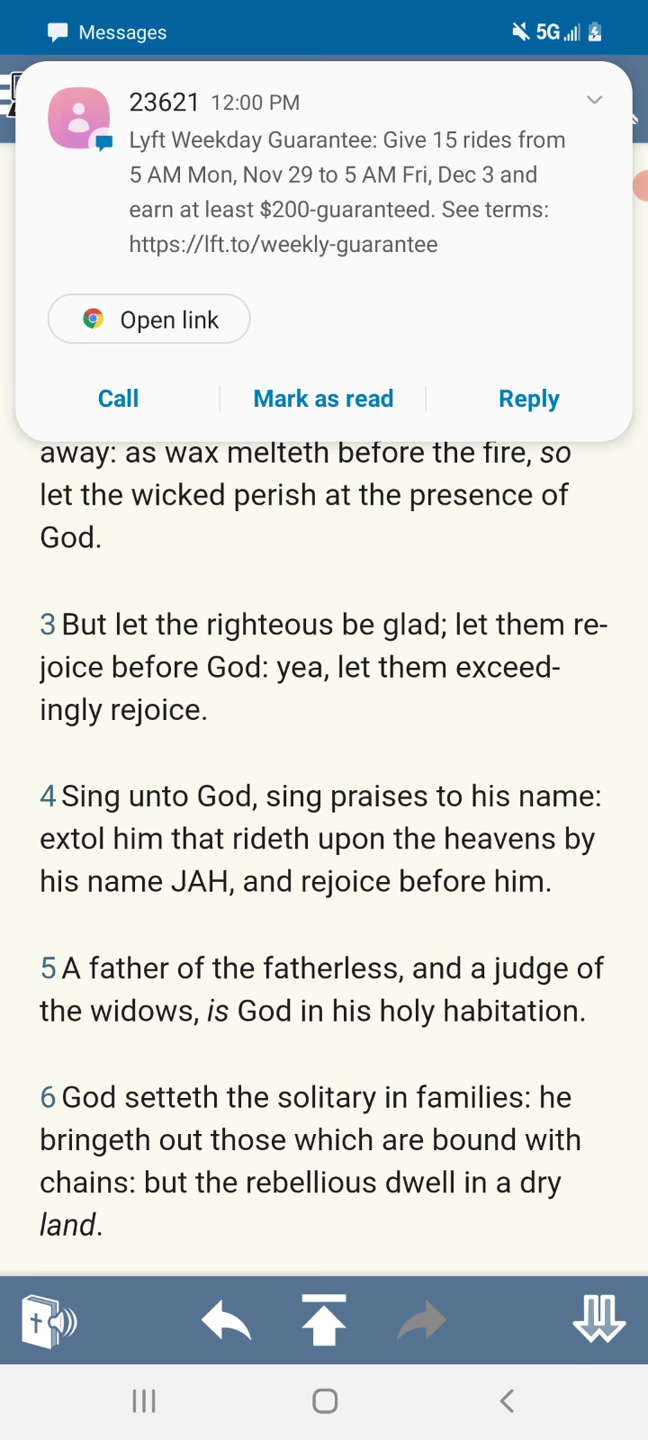 Messages
5G
23621 12:00 PM
Lyft Weekday Guarantee: Give 15 rides from
5 AM Mon, Nov 29 to 5 AM Fri, Dec 3 and
earn at least $200-guaranteed. See terms:
https://lft.to/weekly-guarantee
Open link
Call
Mark as read
Reply
away: as wax melteth before the fire, so
let the wicked perish at the presence of
God.
3 But let the righteous be glad; let them re-
joice before God: yea, let them exceed-
ingly rejoice.
4 Sing unto God, sing praises to his name:
extol him that rideth upon the heavens by
his name JAH, and rejoice before him.
5 A father of the fatherless, and a judge of
the widows, is God in his holy habitation.
6 God setteth the solitary in families: he
bringeth out those which are bound with
chains: but the rebellious dwell in a dry
land.